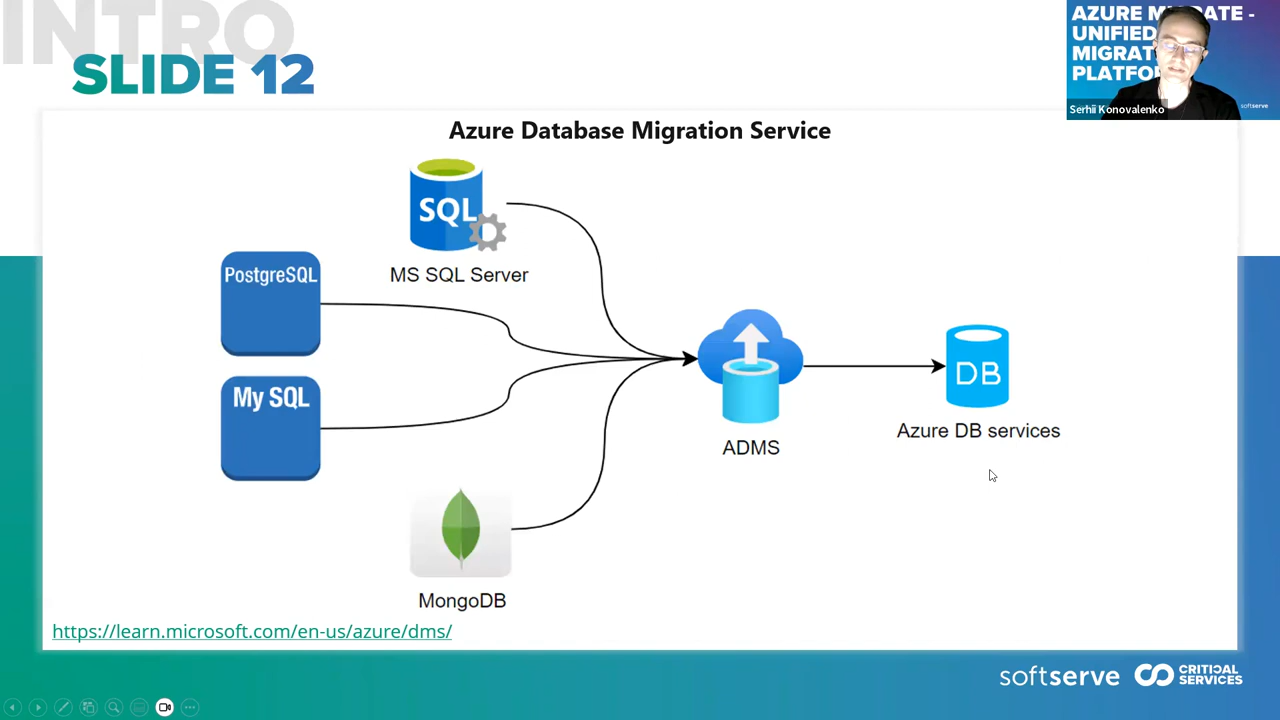 INTRO
SLIDE 12
AZURE MIGRATE -
UNIFIED
MIGRAT
PLATFO
Serhii Konovalenko
softserve
Azure Database Migration Service
SQL
MS SQL Server
PostgreSQL
My SQL
MongoDB
ADMS
DB
Azure DB services
https://learn.microsoft.com/en-us/azure/dms/
softserve
CRITICAL
SERVICES